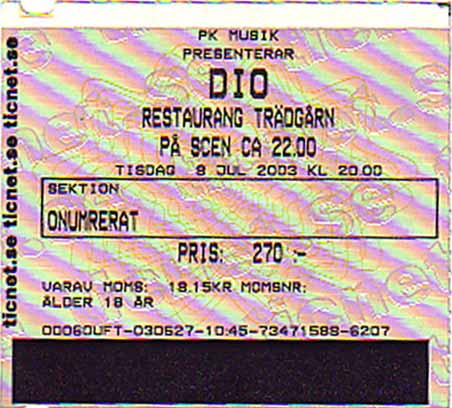 PK MUSIK
PRESENTERAR
DIO
RESTAURANG TRÄDGÅRN
PÅ SCEN CA 22.00
TISDAG 8 JUL 2003 KL 20.00
SEKTION
ONUMRERAT
PRIS: 270 :-
VARAV MOMS: 18.15KR MOMSNR:
ÅLDER 18 ÅR
00060UFT-030627-10:45-73471588-6207
ticnet.se ticnet.se ticnet.se